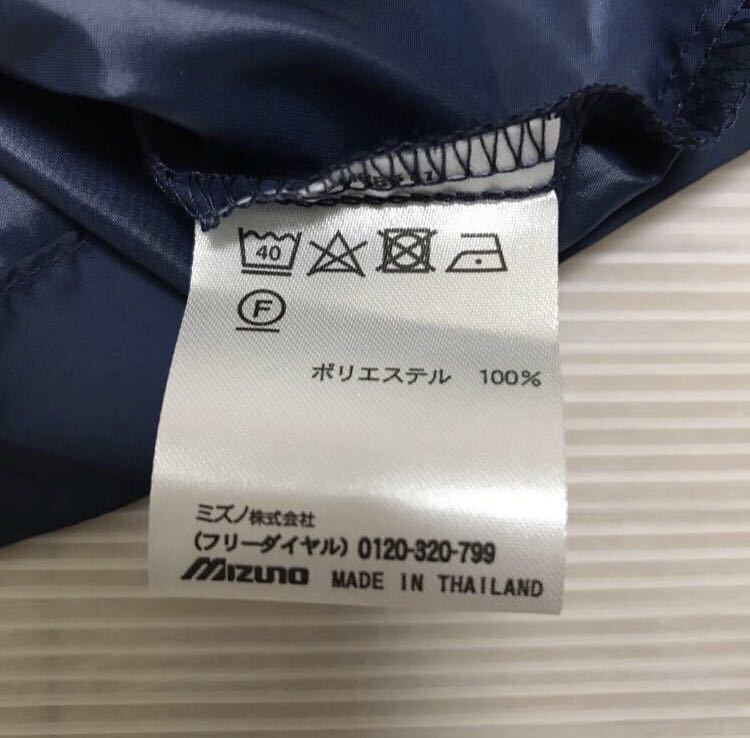 40
F
ポリエステル 100%
ミズノ株式会社
(フリーダイヤル) 0120-320-799
MIZUNO MADE IN THAILAND